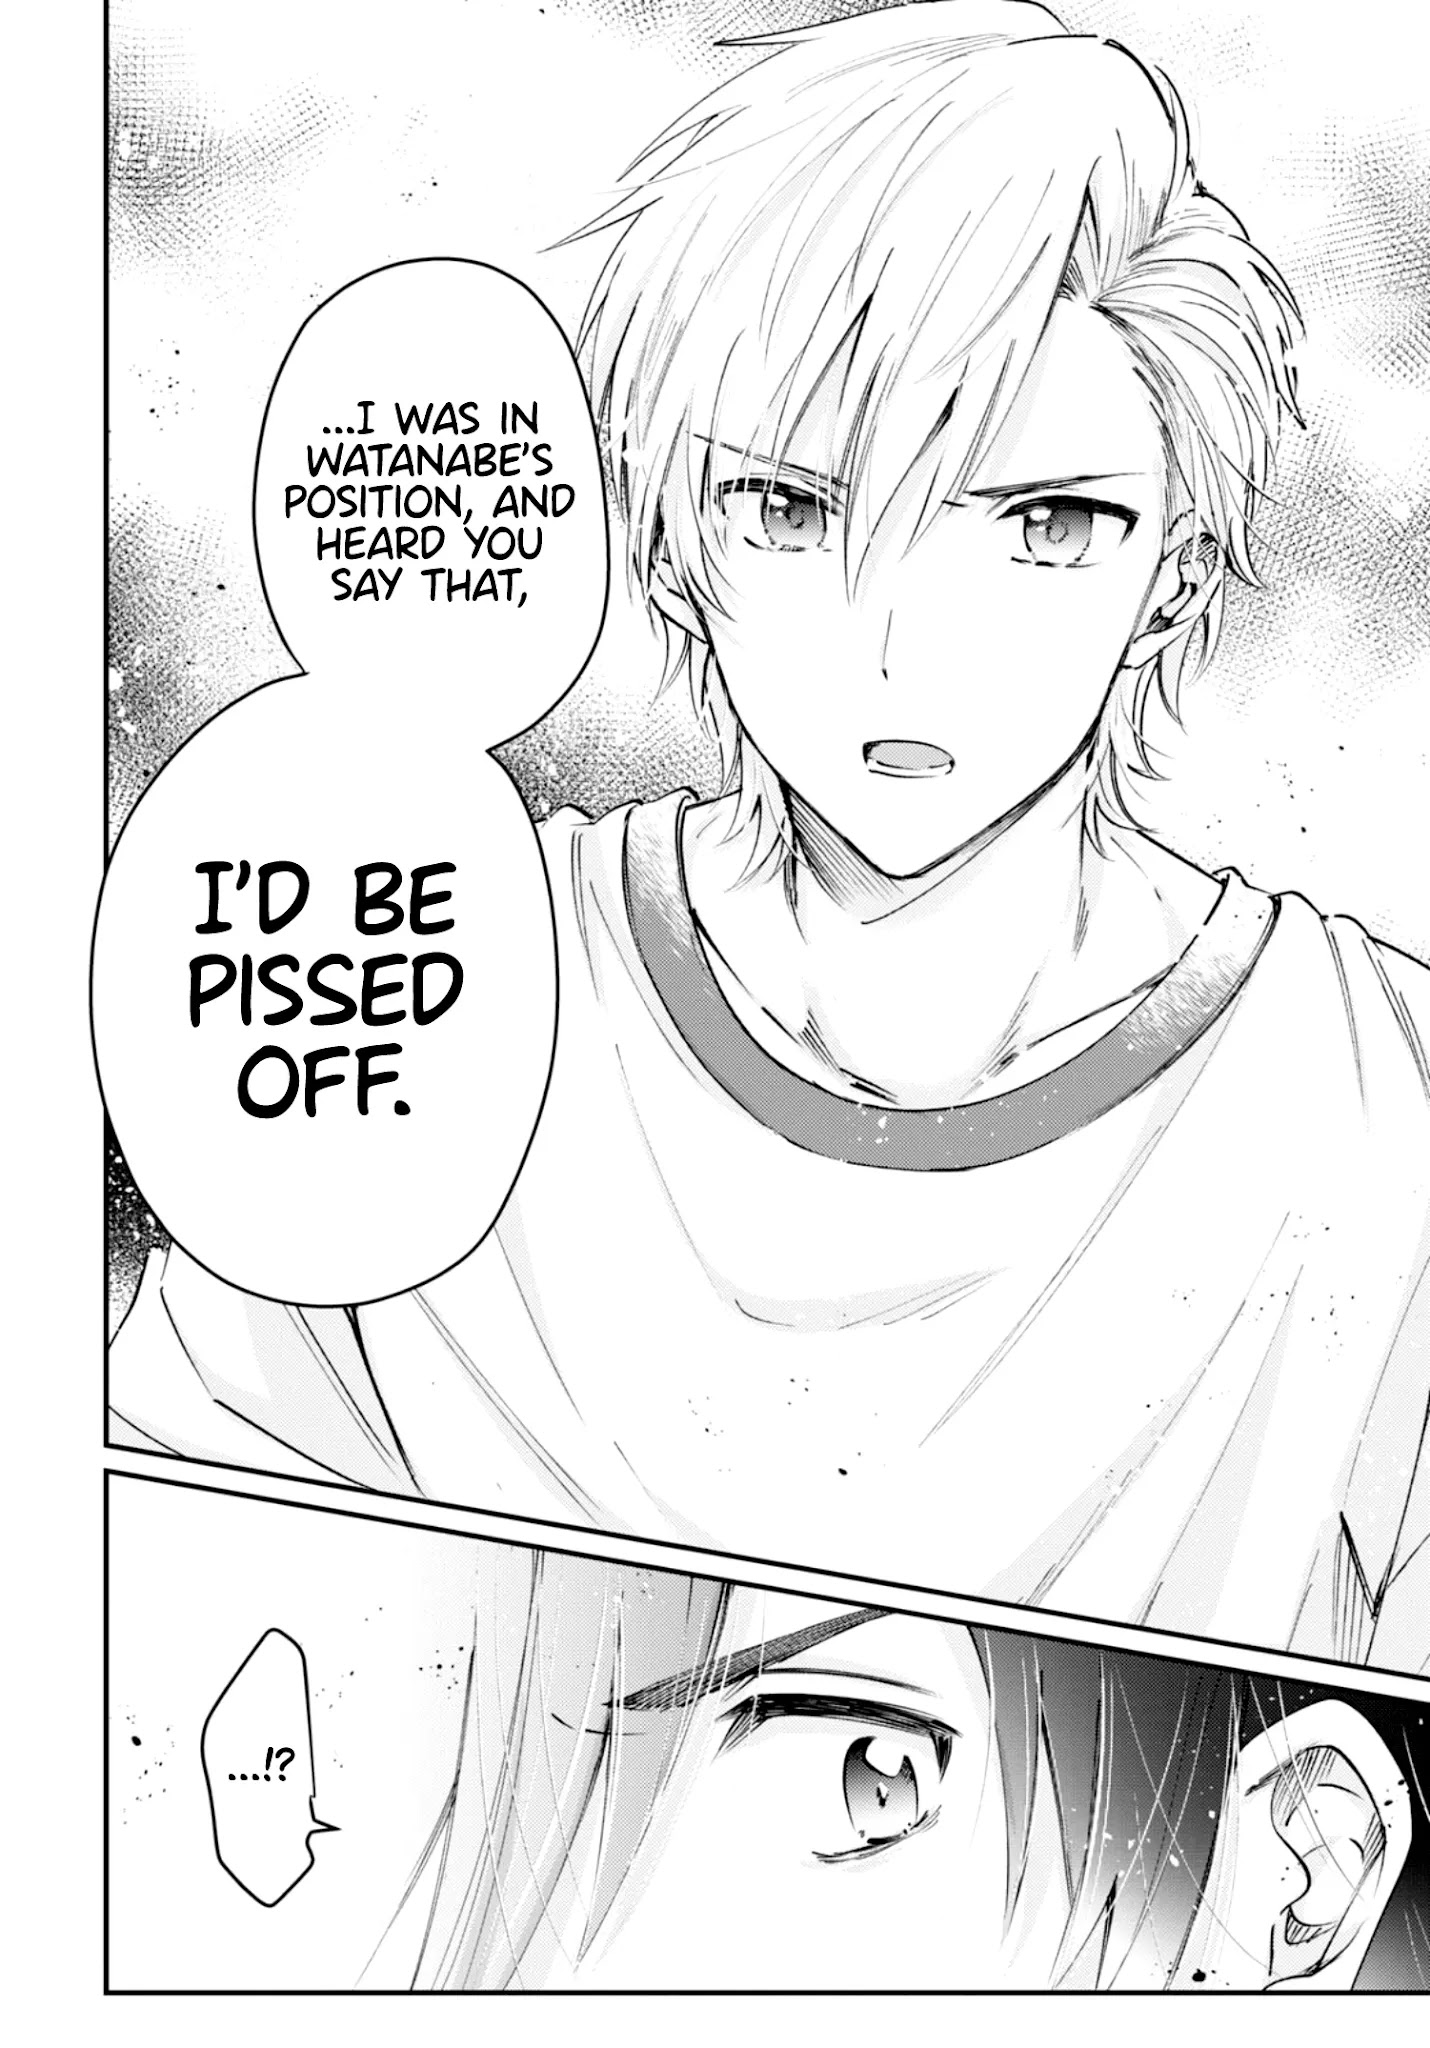 ...I WAS IN
WATANABE'S
POSITION, AND
HEARD YOU
SAY THAT,
I'D BE
PISSED
OFF.
...!?